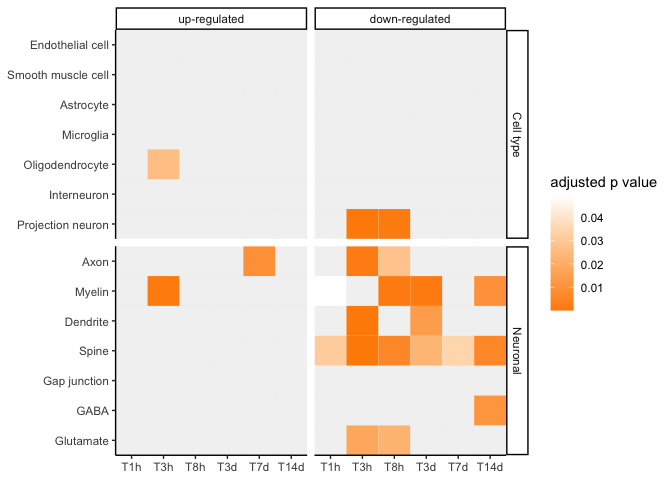 up-regulated
down-regulated
Endothelial cell
Smooth muscle cell
Astrocyte
Microglia
Oligodendrocyte
Interneuron
Projection neuron
Cell type
Axon
Myelin
Dendrite
Spine
Gap junction
GABA
Glutamate
Neuronal
T1h T3h T8h T3d T7d T14d
T1h T3h T8h T3d T7d T14d
adjusted p value
0.04
0.03
0.02
0.01